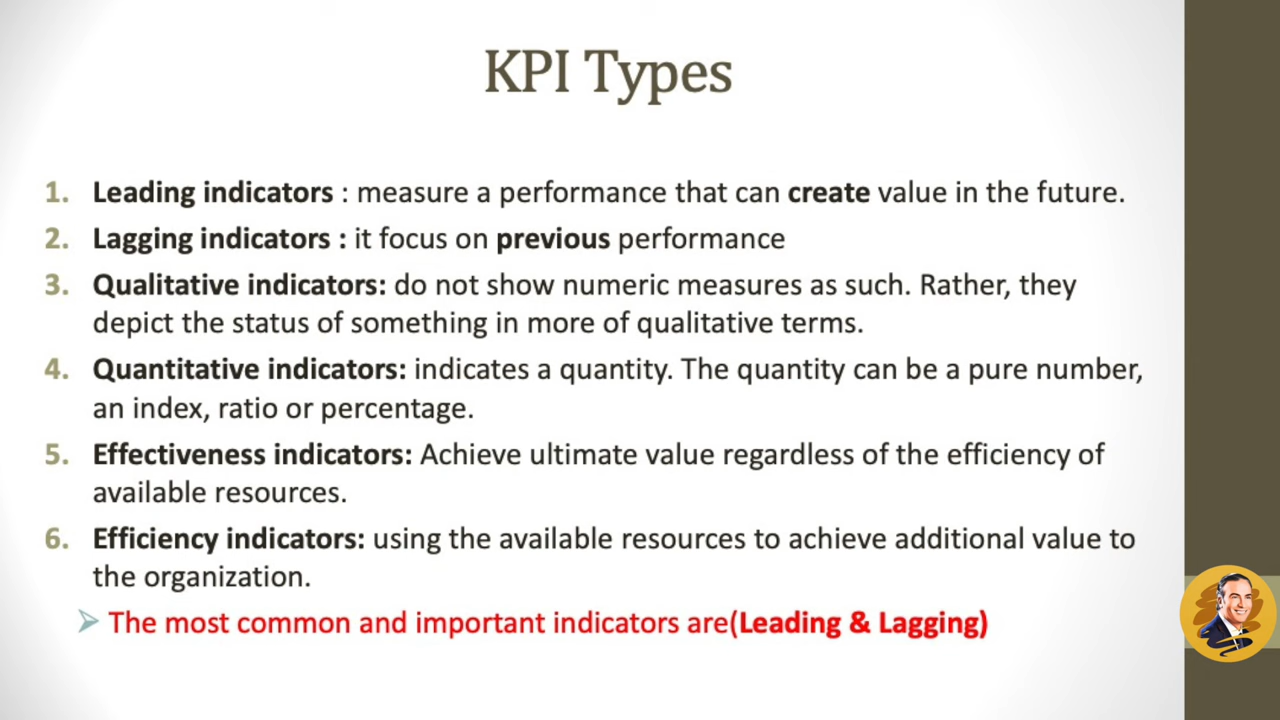 KPI Types
1. Leading indicators : measure a performance that can create value in the future.
2. Lagging indicators : it focus on previous performance
3. Qualitative indicators: do not show numeric measures as such. Rather, they
depict the status of something in more of qualitative terms.
4. Quantitative indicators: indicates a quantity. The quantity can be a pure number,
an index, ratio or percentage.
5. Effectiveness indicators: Achieve ultimate value regardless of the efficiency of
available resources.
6. Efficiency indicators: using the available resources to achieve additional value to
the organization.
➢ The most common and important indicators are(Leading & Lagging)